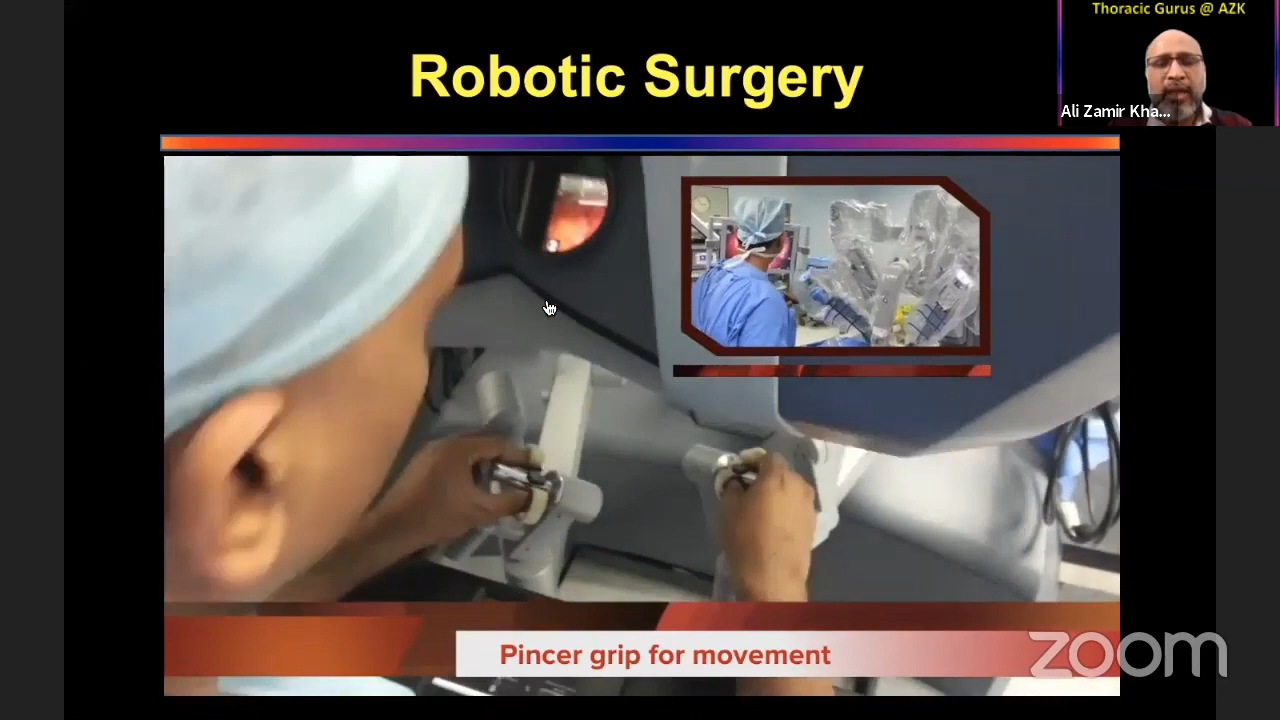 Thoracic Gurus @ AZK
Robotic Surgery
Ali Zamir Kha...
Pincer grip for movement
zoom